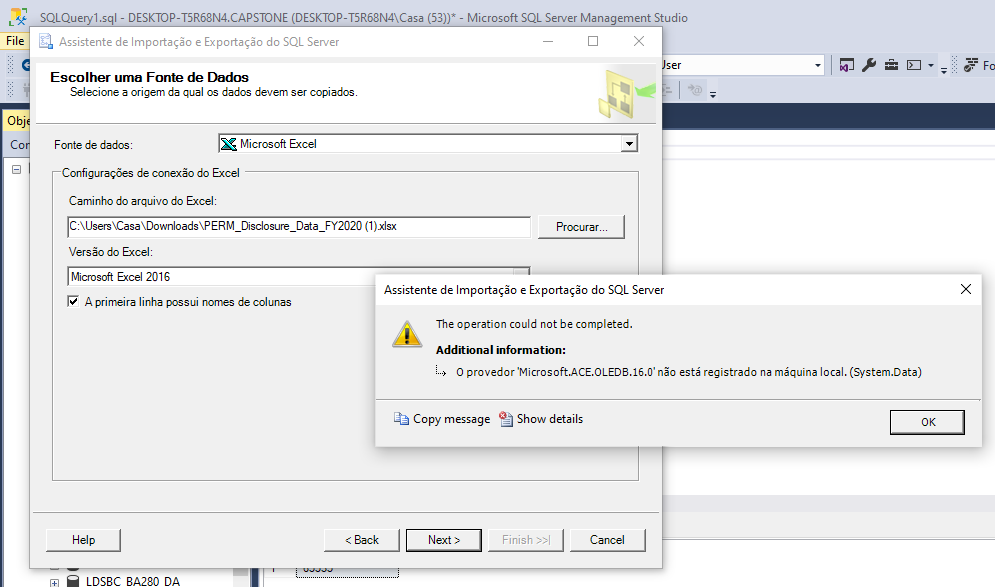 SQLQuery1.sql - DESKTOP-T5R68N4.CAPSTONE (DESKTOP-T5R68N4\Casa (53))* - Microsoft SQL Server Management Studio
File
Assistente de Importação e Exportação do SQL Server
Escolher uma Fonte de Dados
Selecione a origem da qual os dados devem ser copiados.
Fonte de dados:
Microsoft Excel
Configurações de conexão do Excel
Caminho do arquivo do Excel:
C:\Users\Casa\Downloads\PERM_Disclosure_Data_FY2020 (1).xlsx
Procurar...
Versão do Excel:
Microsoft Excel 2016
A primeira linha possui nomes de colunas
Assistente de Importação e Exportação do SQL Server
The operation could not be completed.
Additional information:
O provedor 'Microsoft.ACE.OLEDB.16.0' não está registrado na máquina local. (System.Data)
Copy message
Show details
OK
Help
< Back
Next >
Finish >>|
Cancel
LDSBC_BA280_DA